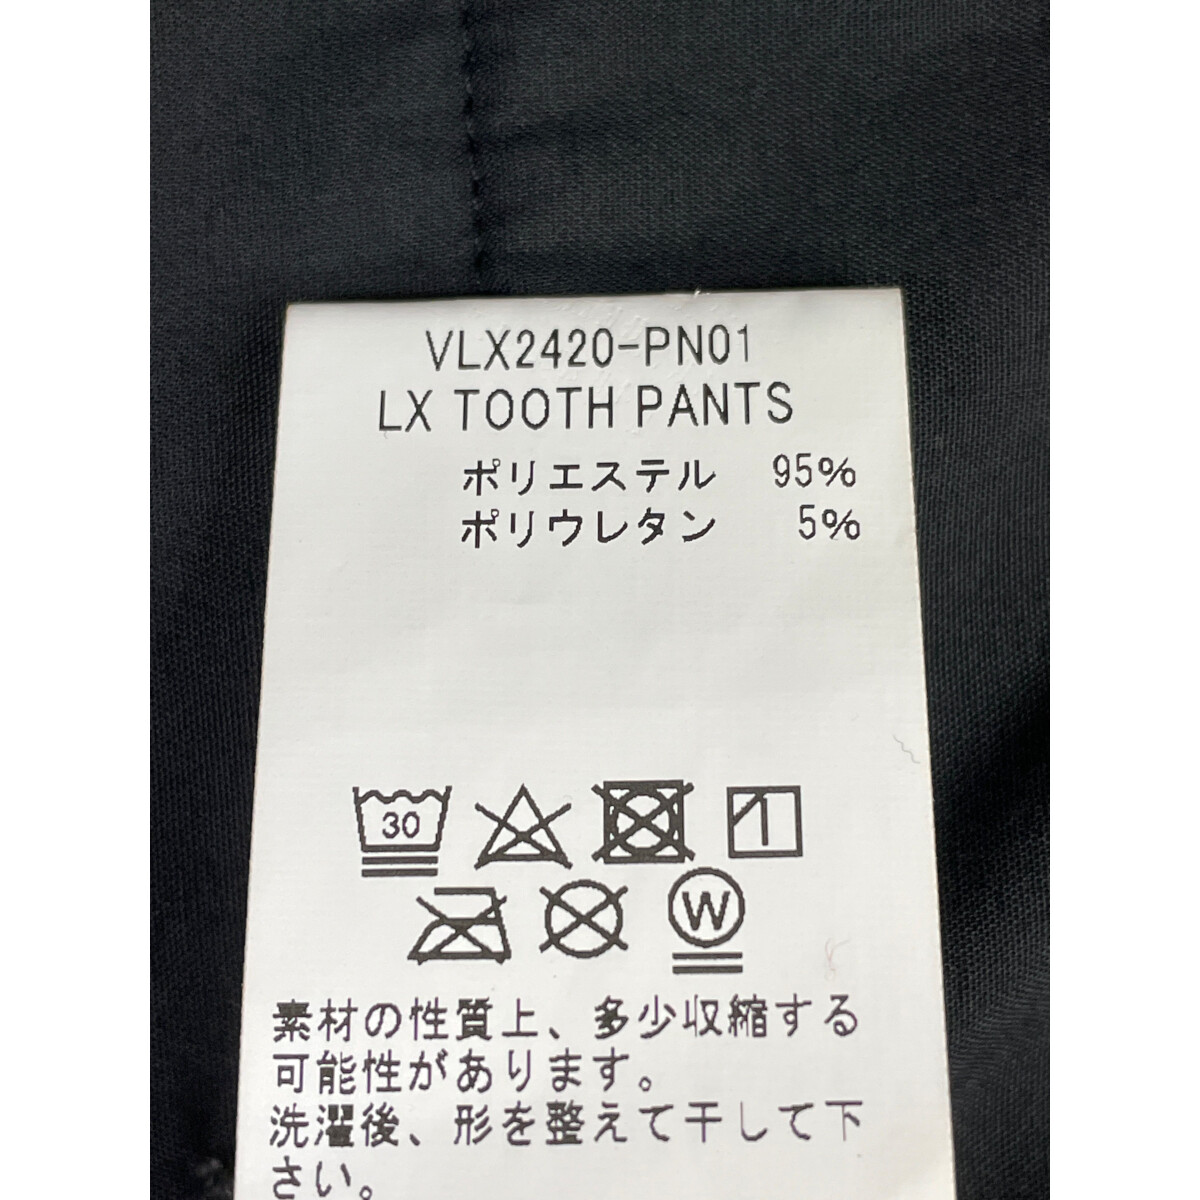 VLX2420-PN01
LX TOOTH PANTS
ポリエステル 95%
ポリウレタン 5%
30
W
素材の性質上、多少収縮する
可能性があります。
洗濯後、形を整えて干して下
さい。